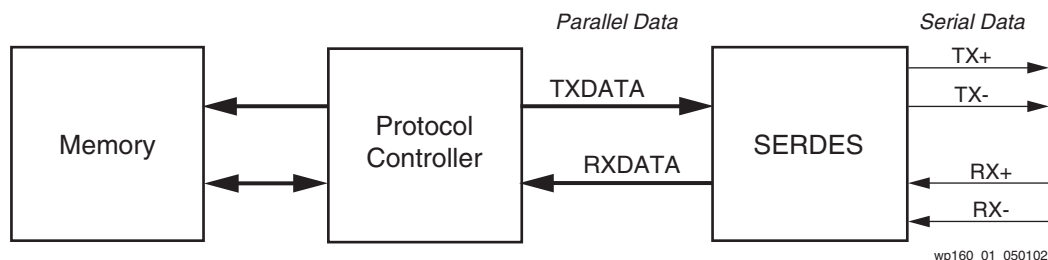 Parallel Data
Serial Data
TX+
TXDATA
TX-
Memory
Protocol
Controller
SERDES
RXDATA
RX+
RX-
wp160_01_050102